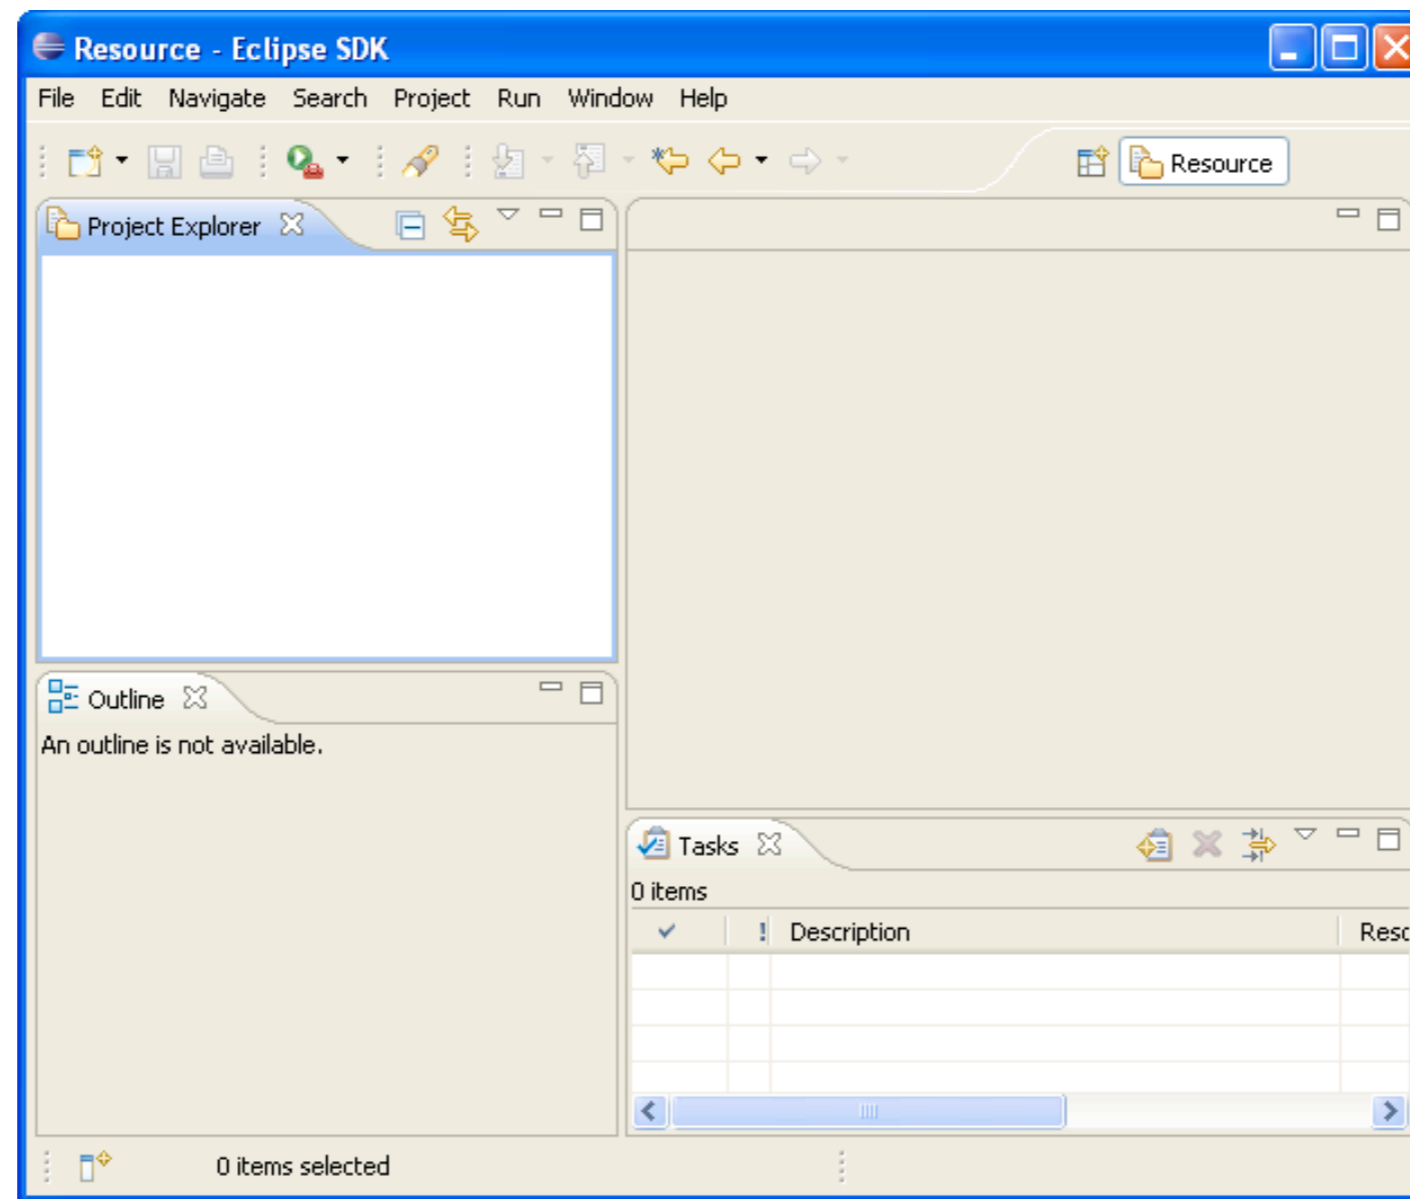 Resource - Eclipse SDK
File Edit Navigate Search Project Run Window Help
Resource
Project Explorer
Outline
An outline is not available.
Tasks
0 items
! Description Reso
0 items selected